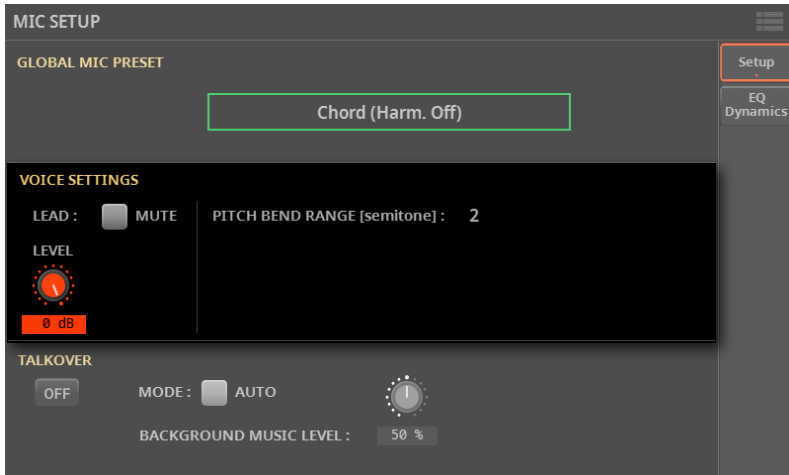 MIC SETUP
GLOBAL MIC PRESET
Setup
Chord (Harm. Off)
EQ
Dynamics
VOICE SETTINGS
LEAD : MUTE PITCH BEND RANGE [semitone] : 2
LEVEL
0 dB
TALKOVER
OFF MODE : AUTO
BACKGROUND MUSIC LEVEL : 50 %